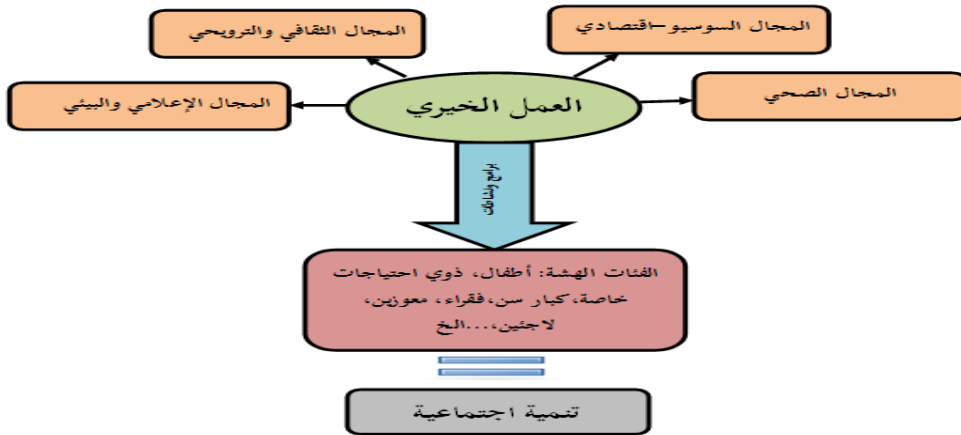 المجال السوسيو-اقتصادي
المجال الثقافي والترويحي
المجال الصحي
المجال الإعلامي والبيئي
العمل الخيري
برامج ونشاطات
الفئات الهشة: أطفال، ذوي احتياجات
خاصة، كبار سن، فقراء، معوزين،
لاجئين،...الخ
تنمية اجتماعية